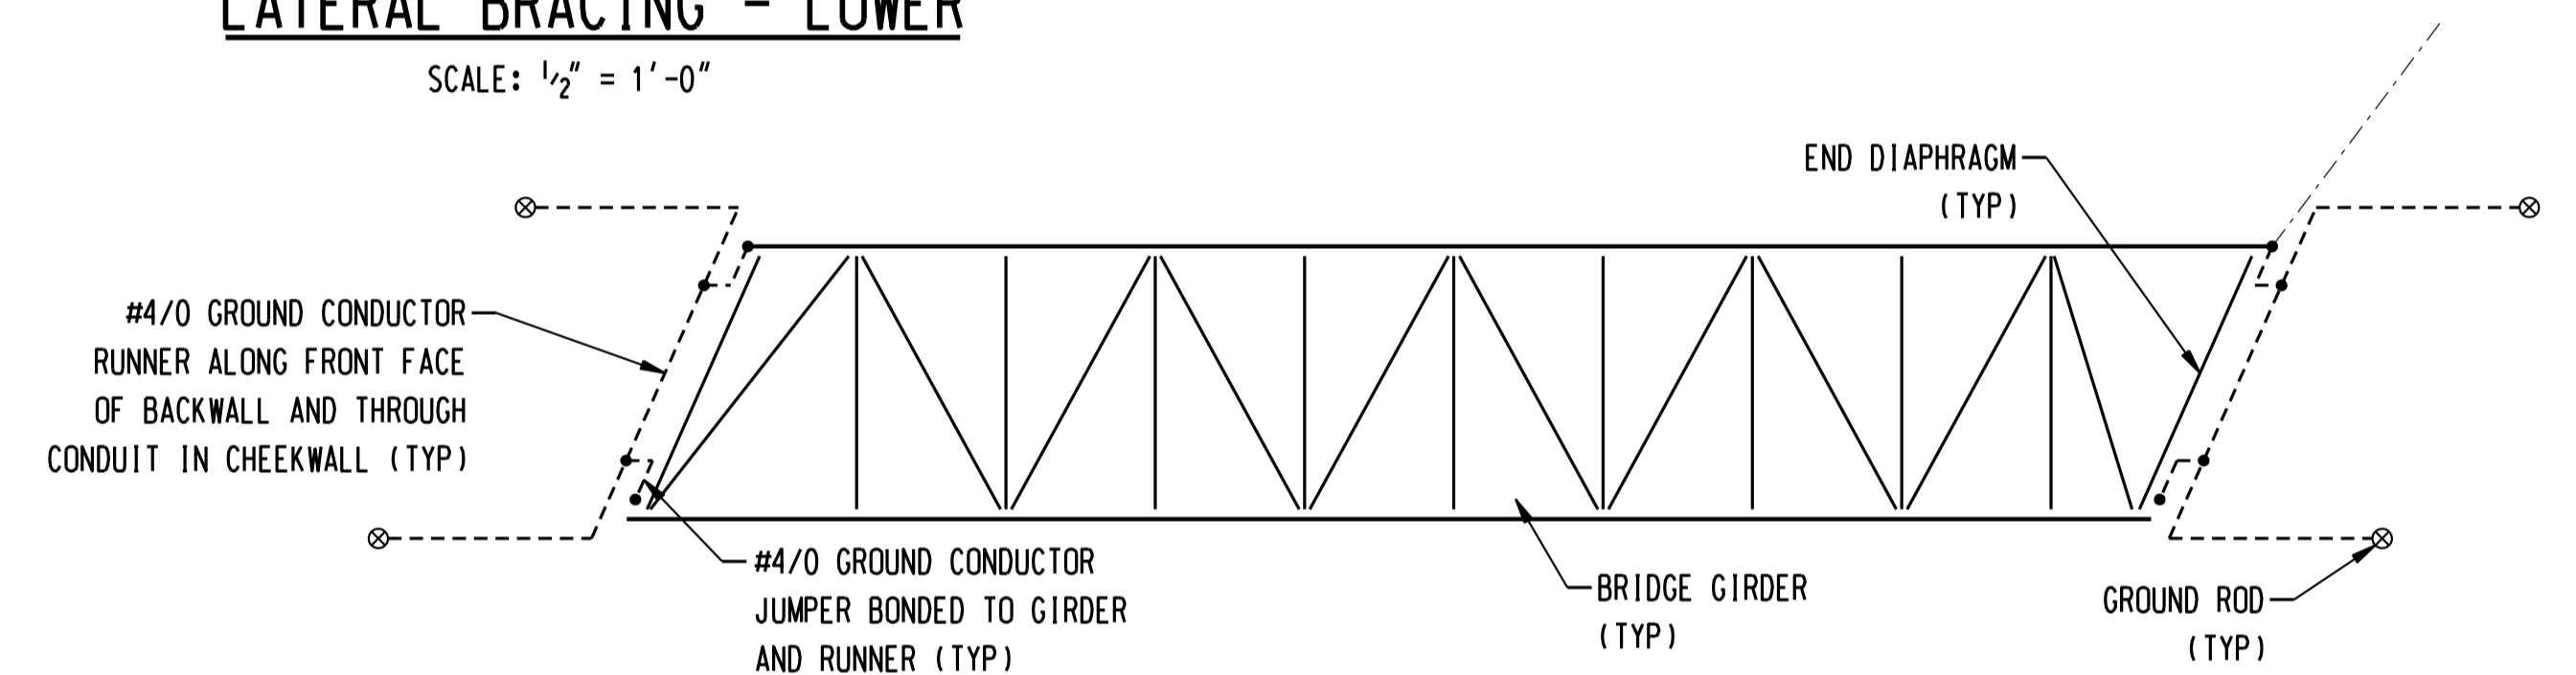 LATERAL BRACING - LOWER
SCALE: 1/2" = 1'-0"
END DIAPHRAGM
(TYP)
#4/0 GROUND CONDUCTOR
RUNNER ALONG FRONT FACE
OF BACKWALL AND THROUGH
CONDUIT IN CHEEKWALL (TYP)
#4/0 GROUND CONDUCTOR
JUMPER BONDED TO GIRDER
AND RUNNER (TYP)
BRIDGE GIRDER
(TYP)
GROUND ROD
(TYP)